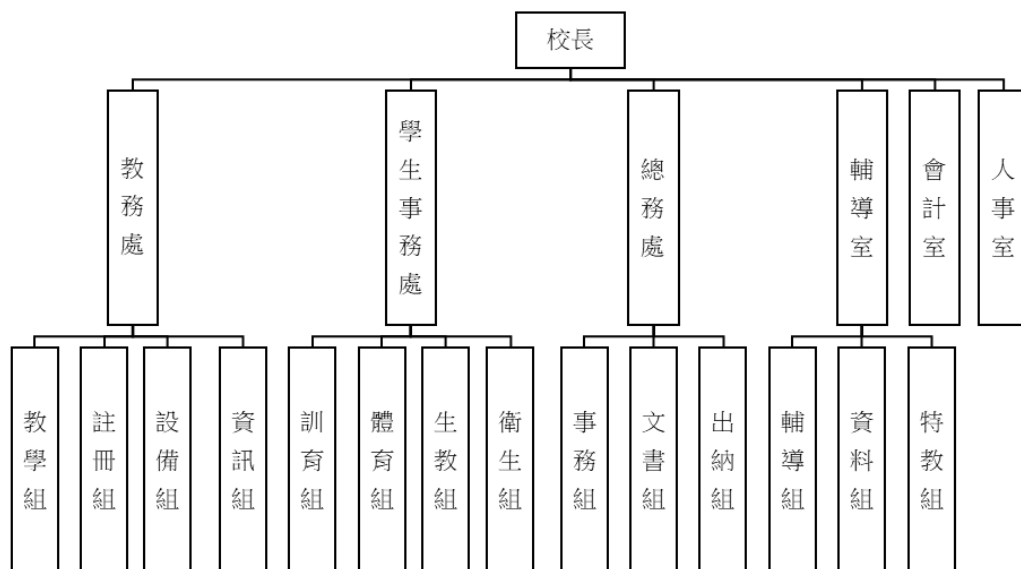 校長
教務處
學生事務處
總務處
輔導室
會計室
人事室
教學組
註冊組
設備組
資訊組
訓育組
體育組
生教組
衛生組
事務組
文書組
出納組
輔導組
資料組
特教組